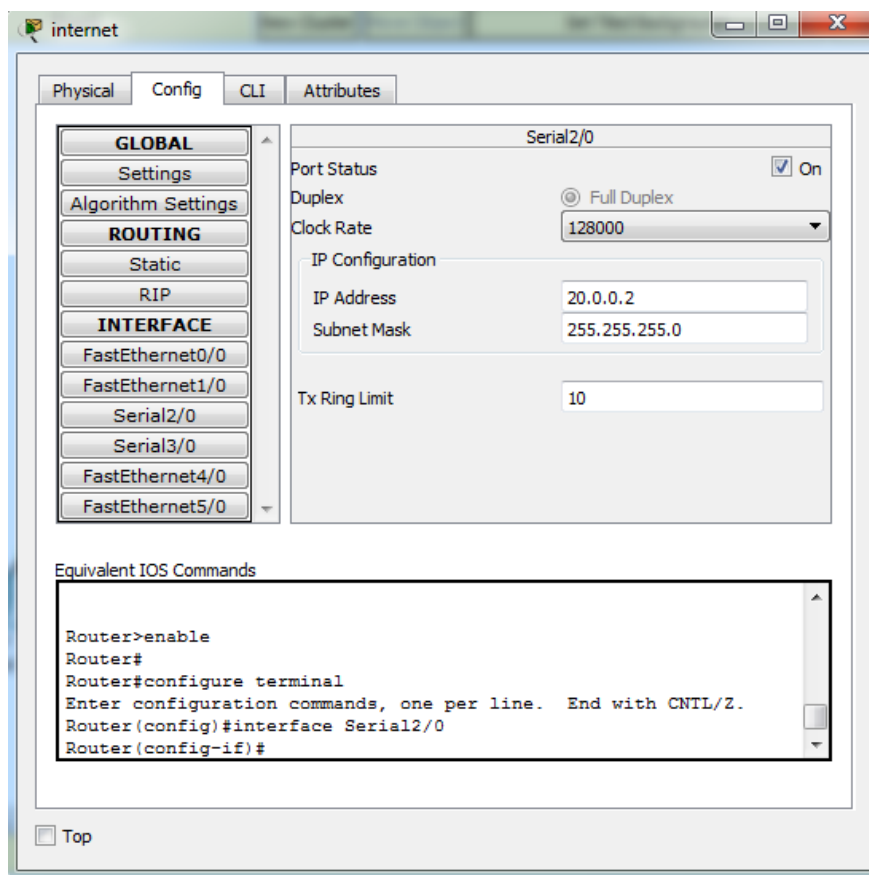 internet
Physical
Config
CLI
Attributes
GLOBAL
Settings
Algorithm Settings
ROUTING
Static
RIP
INTERFACE
FastEthernet0/0
FastEthernet1/0
Serial2/0
Serial3/0
FastEthernet4/0
FastEthernet5/0
Serial2/0
Port Status
On
Duplex
Full Duplex
Clock Rate
128000
IP Configuration
IP Address
20.0.0.2
Subnet Mask
255.255.255.0
Tx Ring Limit
10
Equivalent IOS Commands
Router>enable
Router#
Router#configure terminal
Enter configuration commands, one per line. End with CNTL/Z.
Router(config)#interface Serial2/0
Router(config-if)#
Top